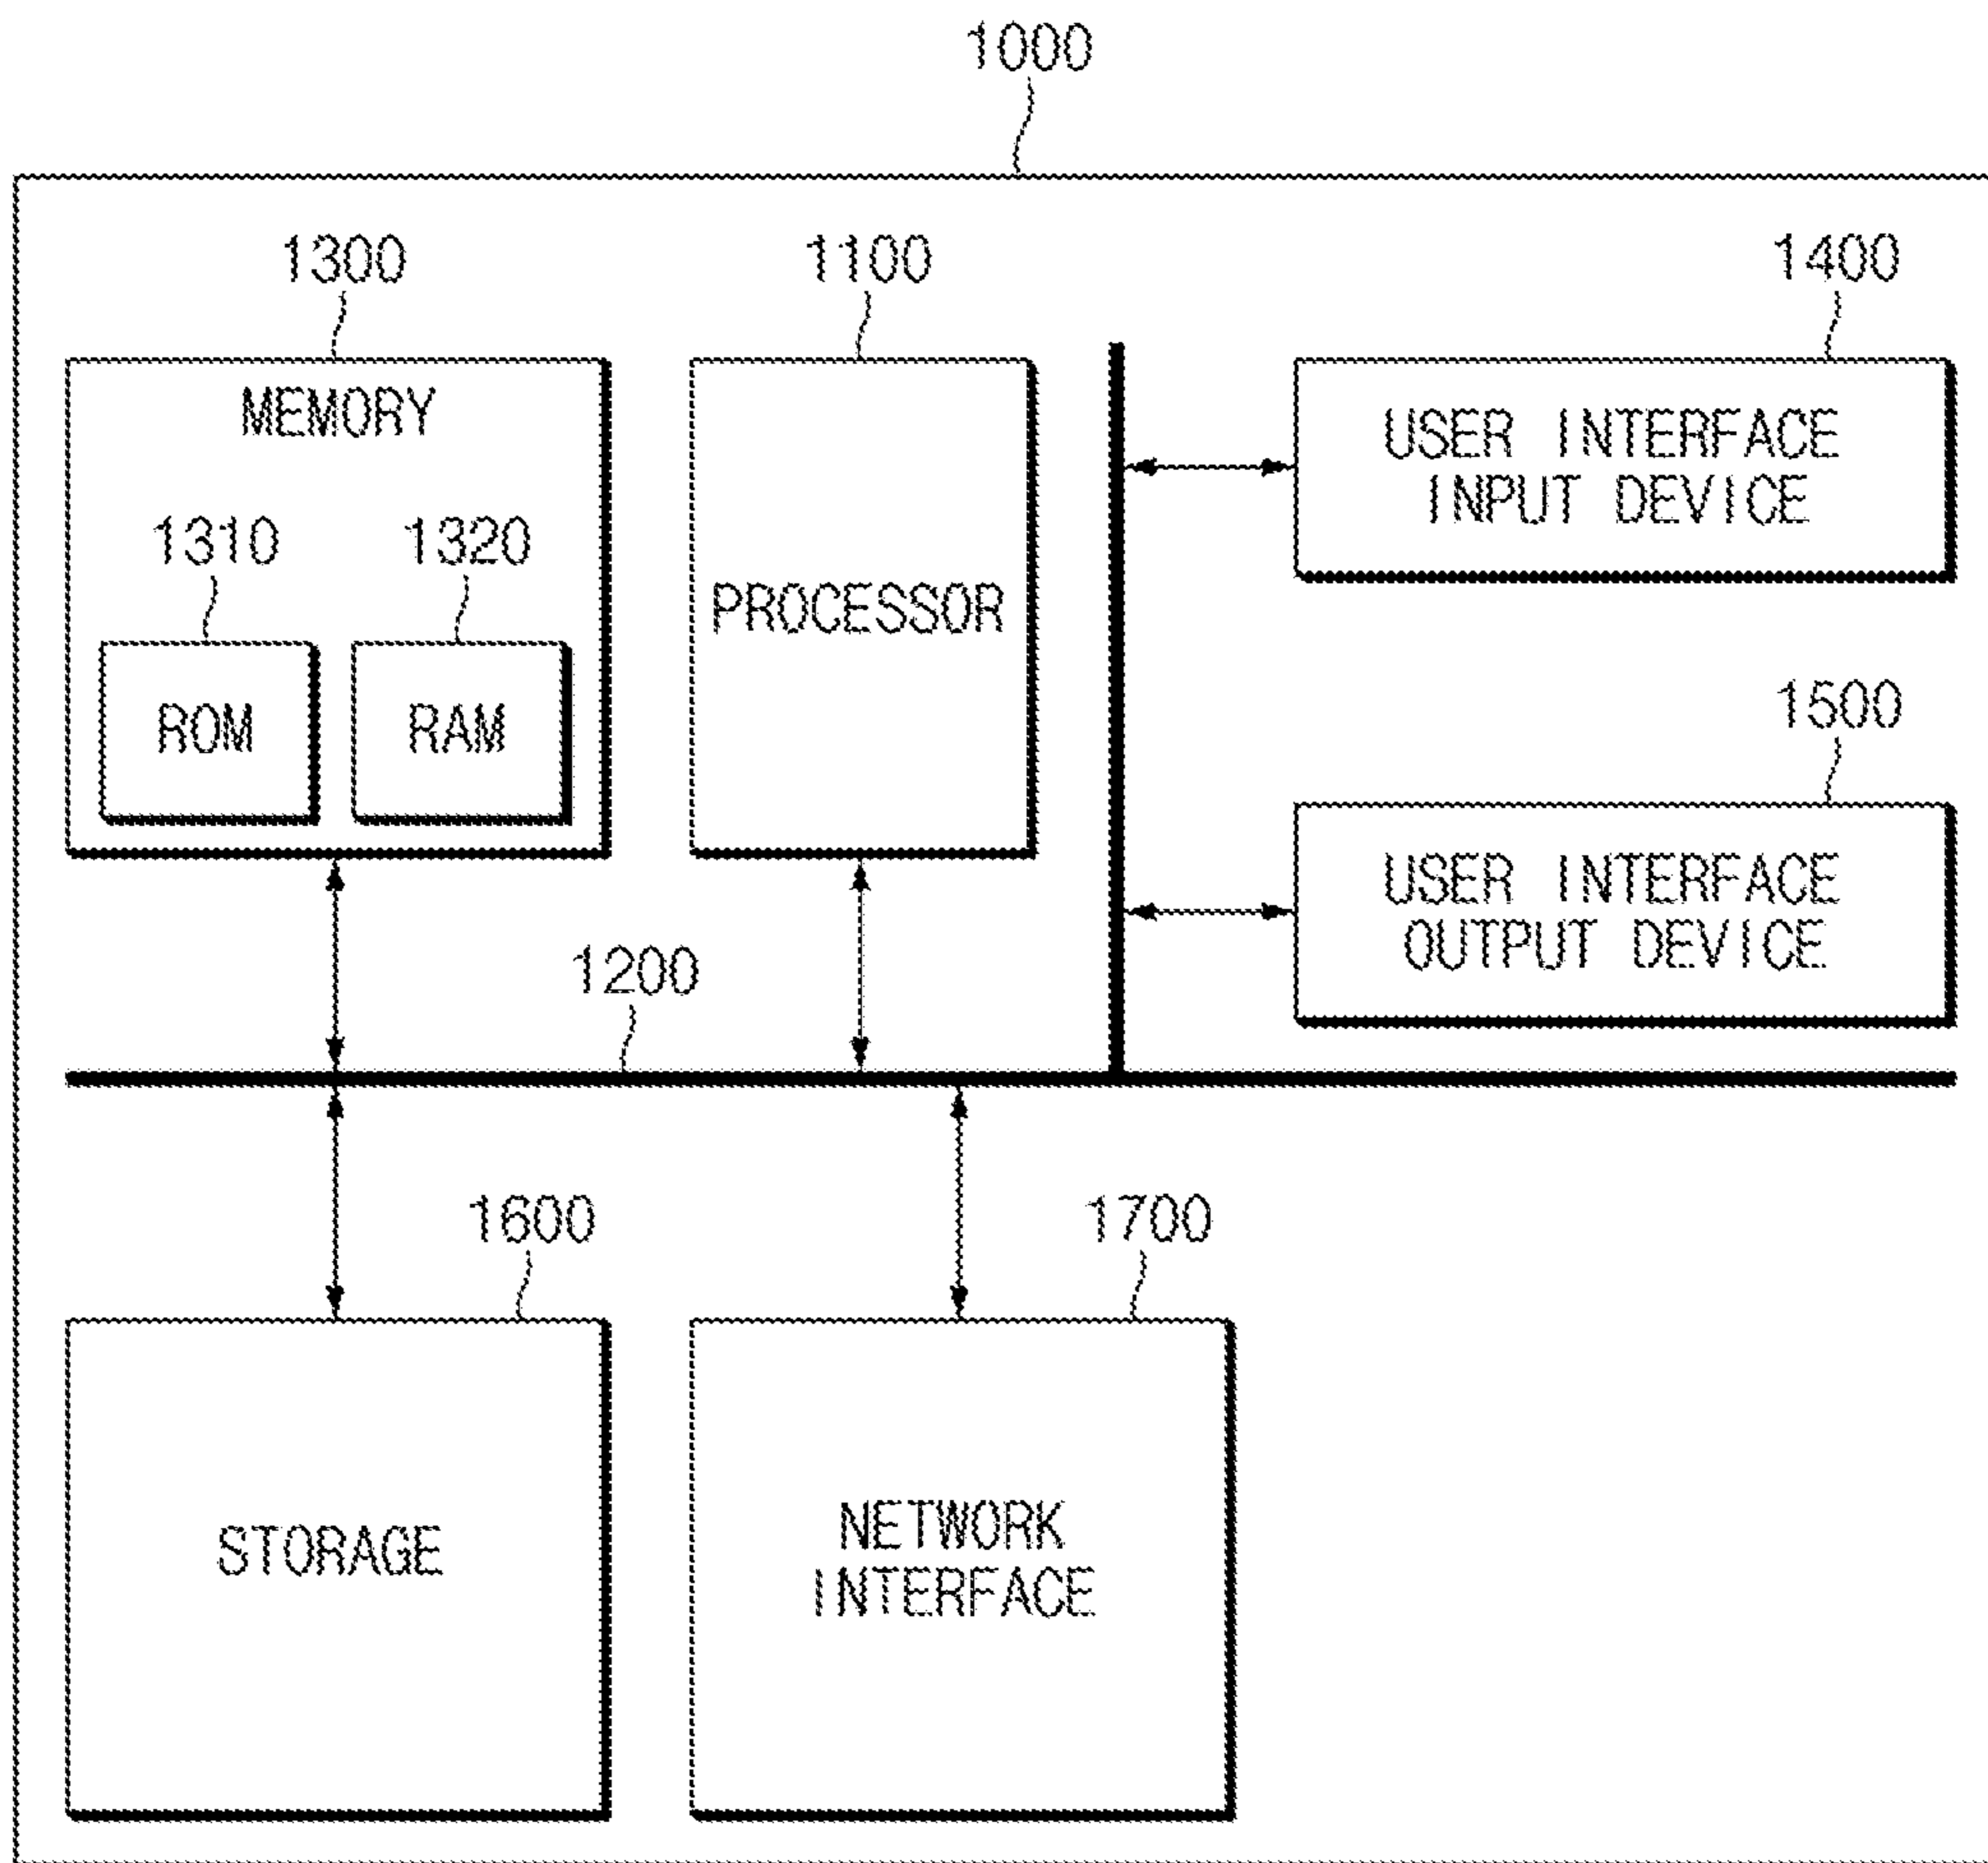 1000
1300
1100
1400
MEMORY
USER INTERFACE
INPUT DEVICE
1310
1320
PROCESSOR
ROM
RAM
1500
USER INTERFACE
OUTPUT DEVICE
1200
1600
1700
STORAGE
NETWORK
INTERFACE